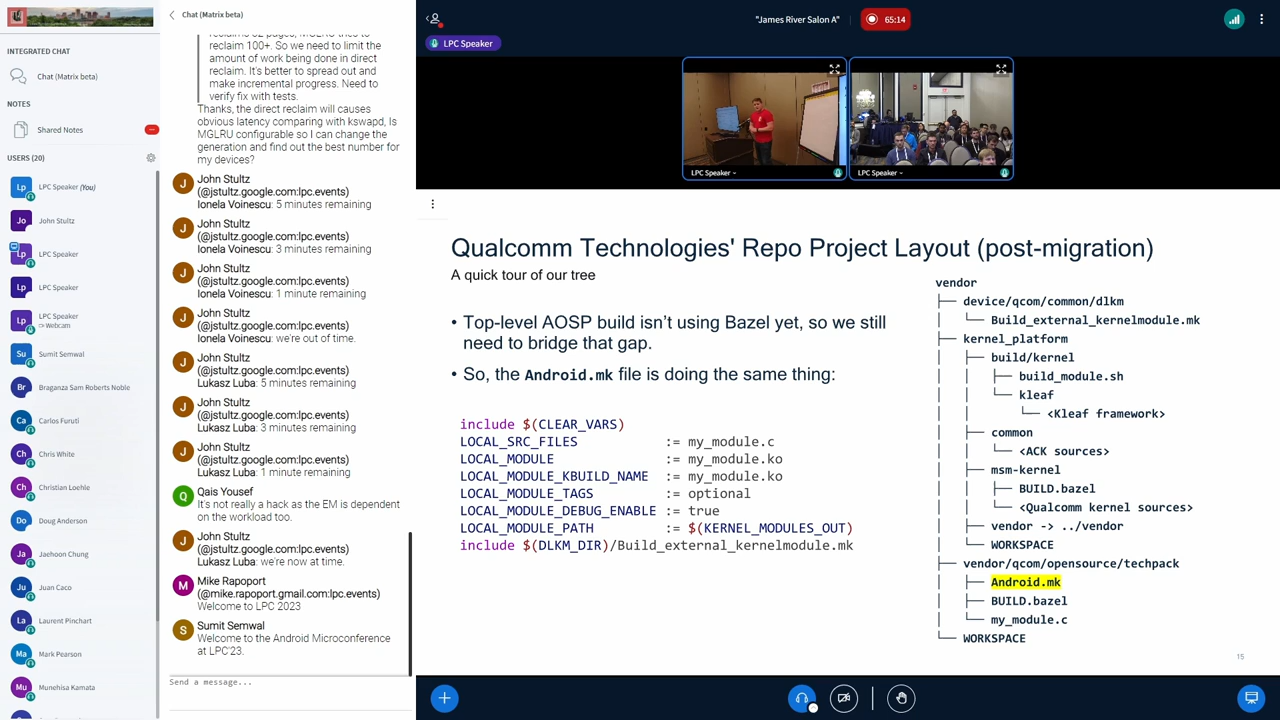 INTEGRATED CHAT
Chat (Matrix beta)
NOTES
Shared Notes
USERS (20)
Lp LPC Speaker (You)
Jo John Stultz
Lp LPC Speaker
Lp LPC Speaker
Lp LPC Speaker
=> Webcam
Su Sumit Semwal
Br Braganza Sam Roberts Noble
Ca Carlos Furuti
Ch Chris White
Ch Christian Loehle
Do Doug Anderson
Ja Jaehoon Chung
Ju Juan Caco
La Laurent Pinchart
Ma Mark Pearson
Mu Munehisa Kamata
Chat (Matrix beta)
reclaim 100+. So we need to limit the
amount of work being done in direct
reclaim. It's better to spread out and
make incremental progress. Need to
verify fix with tests.
Thanks, the direct reclaim will causes
obvious latency comparing with kswapd, Is
MGLRU configurable so I can change the
generation and find out the best number for
my devices?
J John Stultz
(@jstultz.google.com:lpc.events)
Ionela Voinescu: 5 minutes remaining
J John Stultz
(@jstultz.google.com:lpc.events)
Ionela Voinescu: 3 minutes remaining
J John Stultz
(@jstultz.google.com:lpc.events)
Ionela Voinescu: 1 minute remaining
J John Stultz
(@jstultz.google.com:lpc.events)
Ionela Voinescu: we're out of time.
J John Stultz
(@jstultz.google.com:lpc.events)
Lukasz Luba: 5 minutes remaining
J John Stultz
(@jstultz.google.com:lpc.events)
Lukasz Luba: 3 minutes remaining
J John Stultz
(@jstultz.google.com:lpc.events)
Lukasz Luba: 1 minute remaining
Q Qais Yousef
It's not really a hack as the EM is dependent
on the workload too.
J John Stultz
(@jstultz.google.com:lpc.events)
Lukasz Luba: we're now at time.
M Mike Rapoport
(@mike.rapoport.gmail.com:lpc.events)
Welcome to LPC 2023
S Sumit Semwal
Welcome to the Android Microconference
at LPC'23.
Send a message...
"James River Salon A"
65:14
LPC Speaker
LPC Speaker
LPC Speaker
Qualcomm Technologies' Repo Project Layout (post-migration)
A quick tour of our tree
• Top-level AOSP build isn't using Bazel yet, so we still
need to bridge that gap.
• So, the Android.mk file is doing the same thing:
include $(CLEAR_VARS)
LOCAL_SRC_FILES := my_module.c
LOCAL_MODULE := my_module.ko
LOCAL_MODULE_KBUILD_NAME := my_module.ko
LOCAL_MODULE_TAGS := optional
LOCAL_MODULE_DEBUG_ENABLE := true
LOCAL_MODULE_PATH := $(KERNEL_MODULES_OUT)
include $(DLKM_DIR)/Build_external_kernelmodule.mk
vendor
├── device/qcom/common/dlkm
│   └── Build_external_kernelmodule.mk
├── kernel_platform
│   ├── build/kernel
│   │   ├── build_module.sh
│   │   ├── kleaf
│   │   │   └── <Kleaf framework>
│   ├── common
│   │   └── <ACK sources>
│   ├── msm-kernel
│   │   ├── BUILD.bazel
│   │   └── <Qualcomm kernel sources>
│   ├── vendor -> ../vendor
│   └── WORKSPACE
├── vendor/qcom/opensource/techpack
│   ├── Android.mk
│   ├── BUILD.bazel
│   └── my_module.c
└── WORKSPACE
15